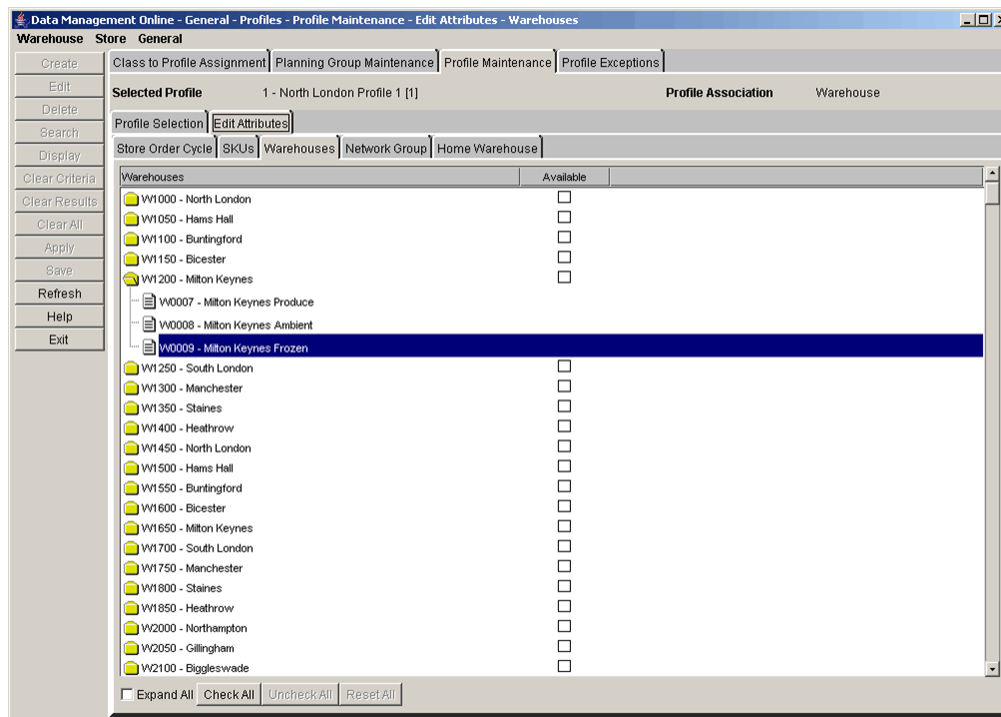 Data Management Online - General - Profiles - Profile Maintenance - Edit Attributes - Warehouses
Warehouse Store General
Create
Edit
Delete
Search
Display
Clear Criteria
Clear Results
Clear All
Apply
Save
Refresh
Help
Exit
Class to Profile Assignment Planning Group Maintenance Profile Maintenance Profile Exceptions
Selected Profile 1 - North London Profile 1 [1] Profile Association Warehouse
Profile Selection Edit Attributes
Store Order Cycle SKUs Warehouses Network Group Home Warehouse
Warehouses Available
W1000 - North London
W1050 - Hams Hall
W1100 - Buntingford
W1150 - Bicester
W1200 - Milton Keynes
W0007 - Milton Keynes Produce
W0008 - Milton Keynes Ambient
W0009 - Milton Keynes Frozen
W1250 - South London
W1300 - Manchester
W1350 - Staines
W1400 - Heathrow
W1450 - North London
W1500 - Hams Hall
W1550 - Buntingford
W1600 - Bicester
W1650 - Milton Keynes
W1700 - South London
W1750 - Manchester
W1800 - Staines
W1850 - Heathrow
W2000 - Northampton
W2050 - Gillingham
W2100 - Biggleswade
Expand All Check All Uncheck All Reset All